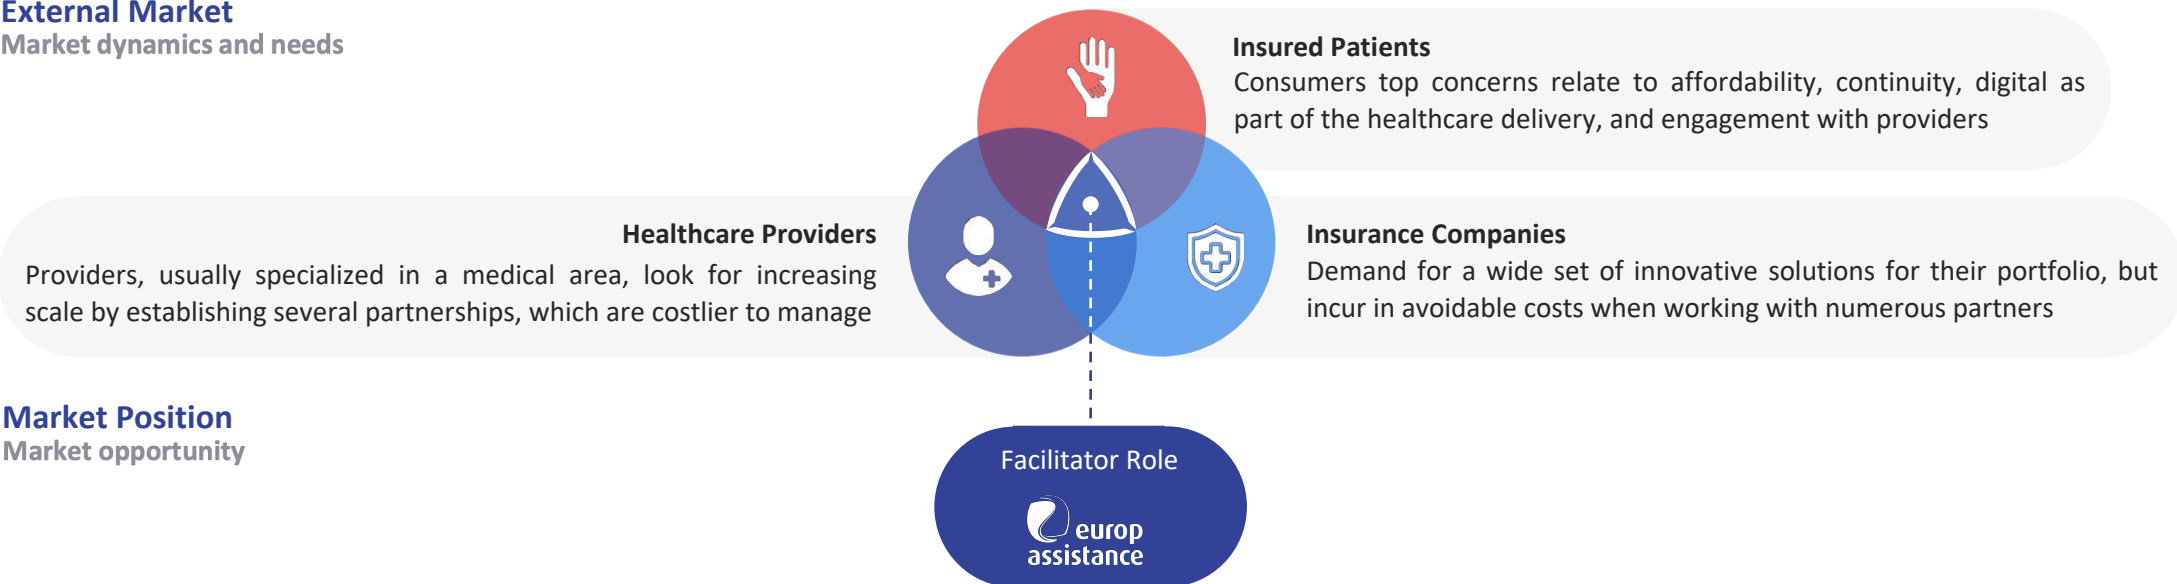 External Market
Market dynamics and needs
Insured Patients
Consumers top concerns relate to affordability, continuity, digital as
part of the healthcare delivery, and engagement with providers
Healthcare Providers
Providers, usually specialized in a medical area, look for increasing
scale by establishing several partnerships, which are costlier to manage
Insurance Companies
Demand for a wide set of innovative solutions for their portfolio, but
incur in avoidable costs when working with numerous partners
Market Position
Market opportunity
Facilitator Role
europ
assistance